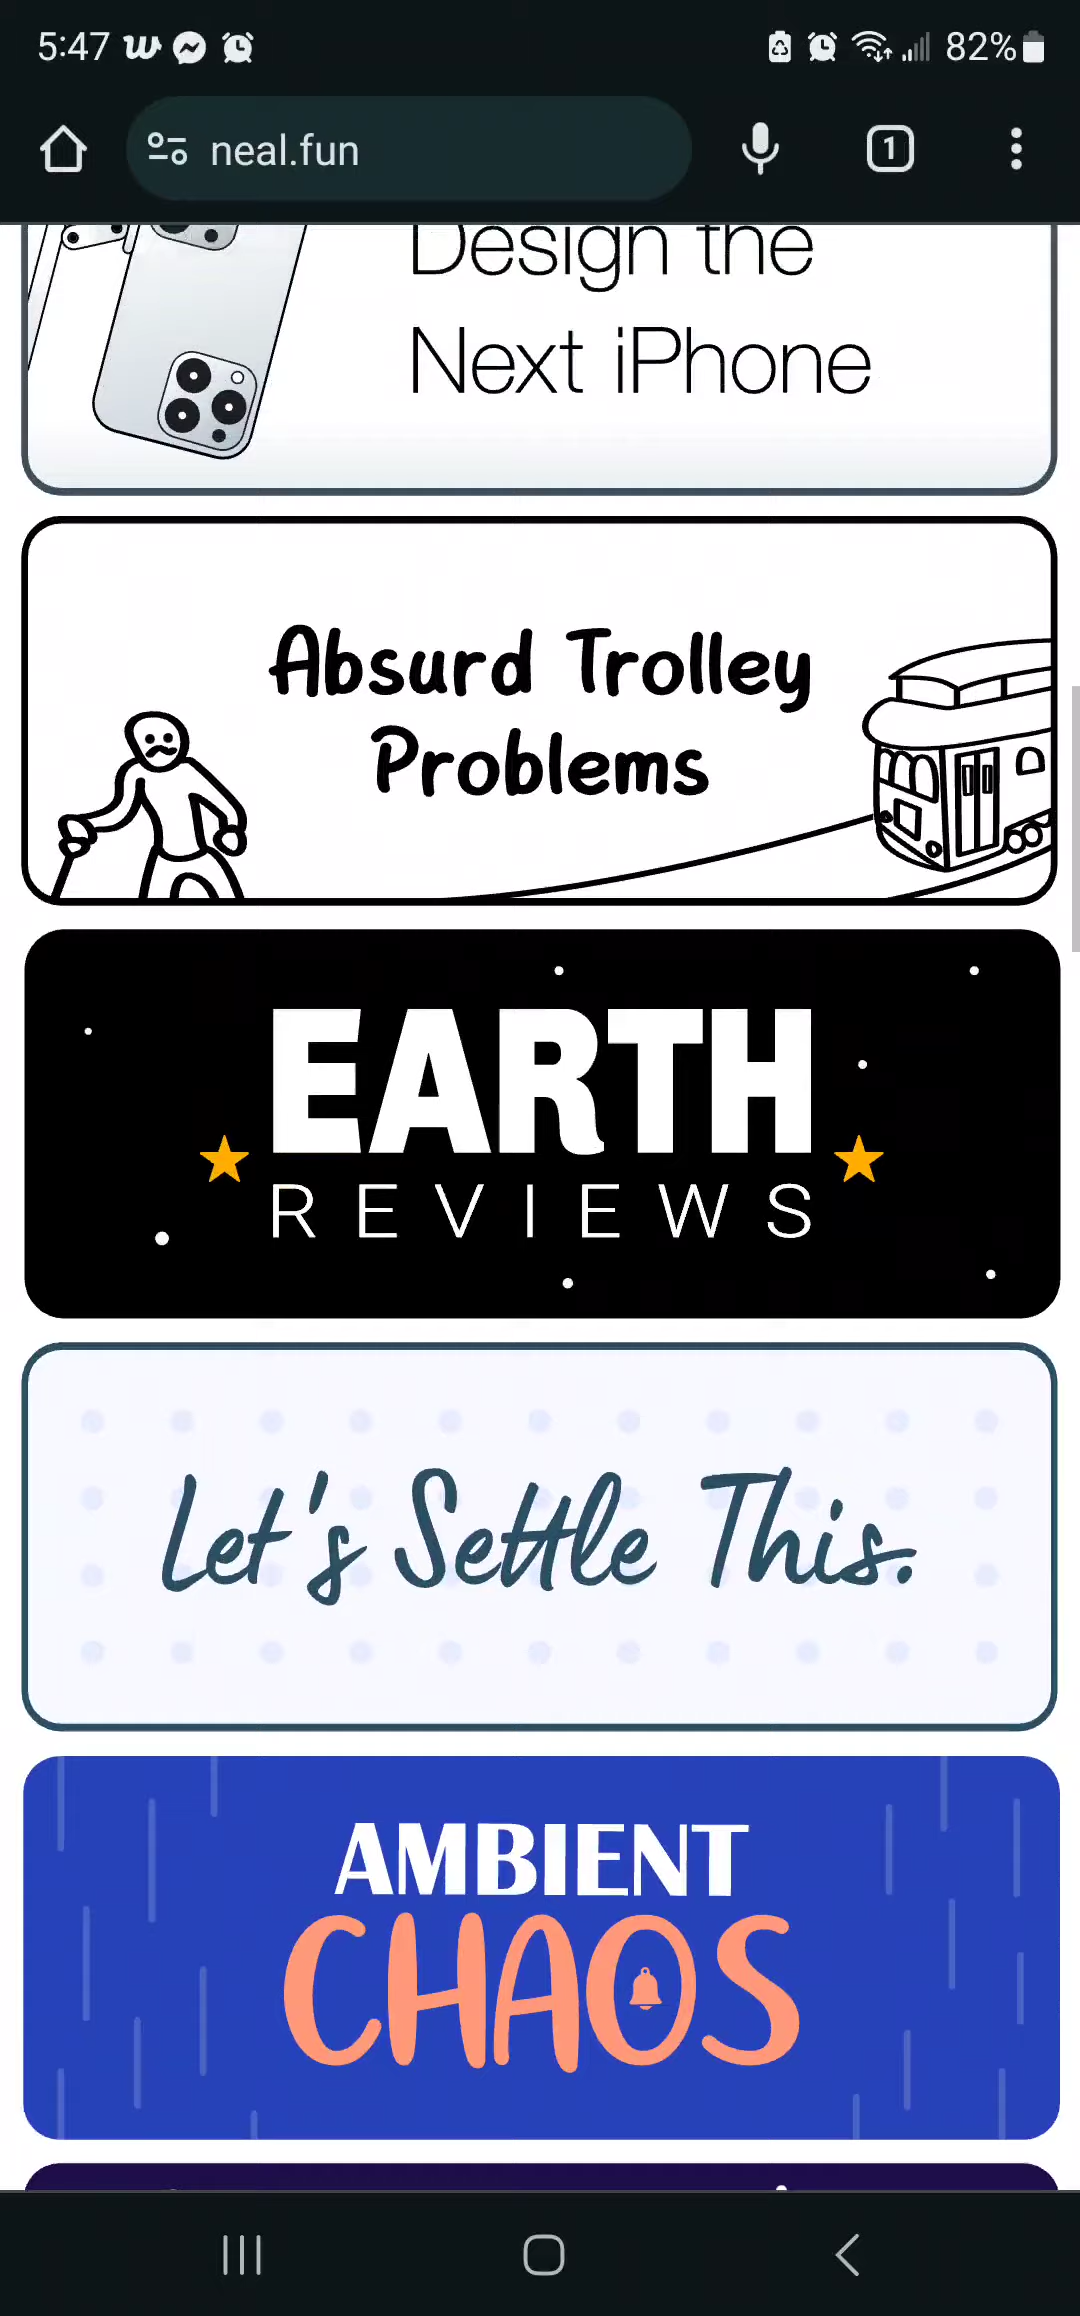 5:47
82%
neal.fun
1
Design the
Next iPhone
Absurd Trolley
Problems
EARTH
REVIEWS
Let's Settle This.
AMBIENT
CHAOS